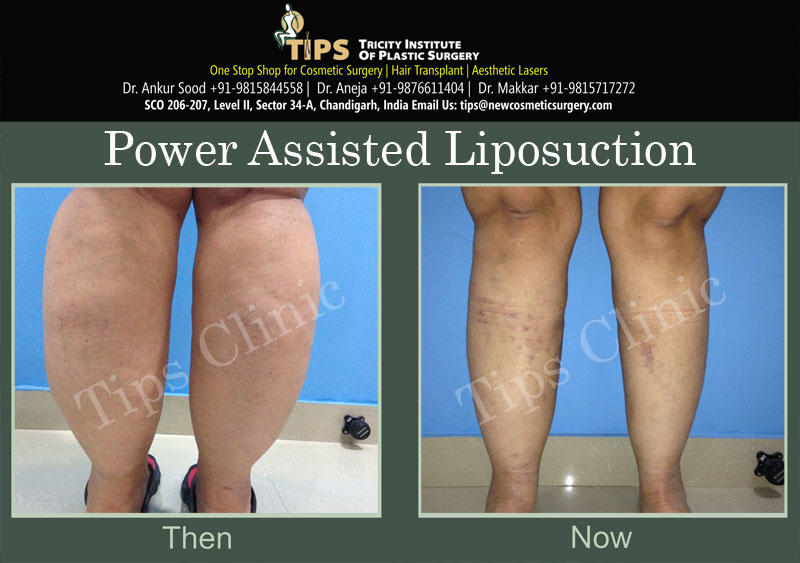 TIPS TRICITY INSTITUTE
OF PLASTIC SURGERY
One Stop Shop for Cosmetic Surgery | Hair Transplant | Aesthetic Lasers
Dr. Ankur Sood +91-9815844558 | Dr. Aneja +91-9876611404 | Dr. Makkar +91-9815717272
SCO 206-207, Level II, Sector 34-A, Chandigarh, India Email Us: tips@newcosmeticsurgery.com
Power Assisted Liposuction
Tips Clinic
Tips Clinic
Then
Now